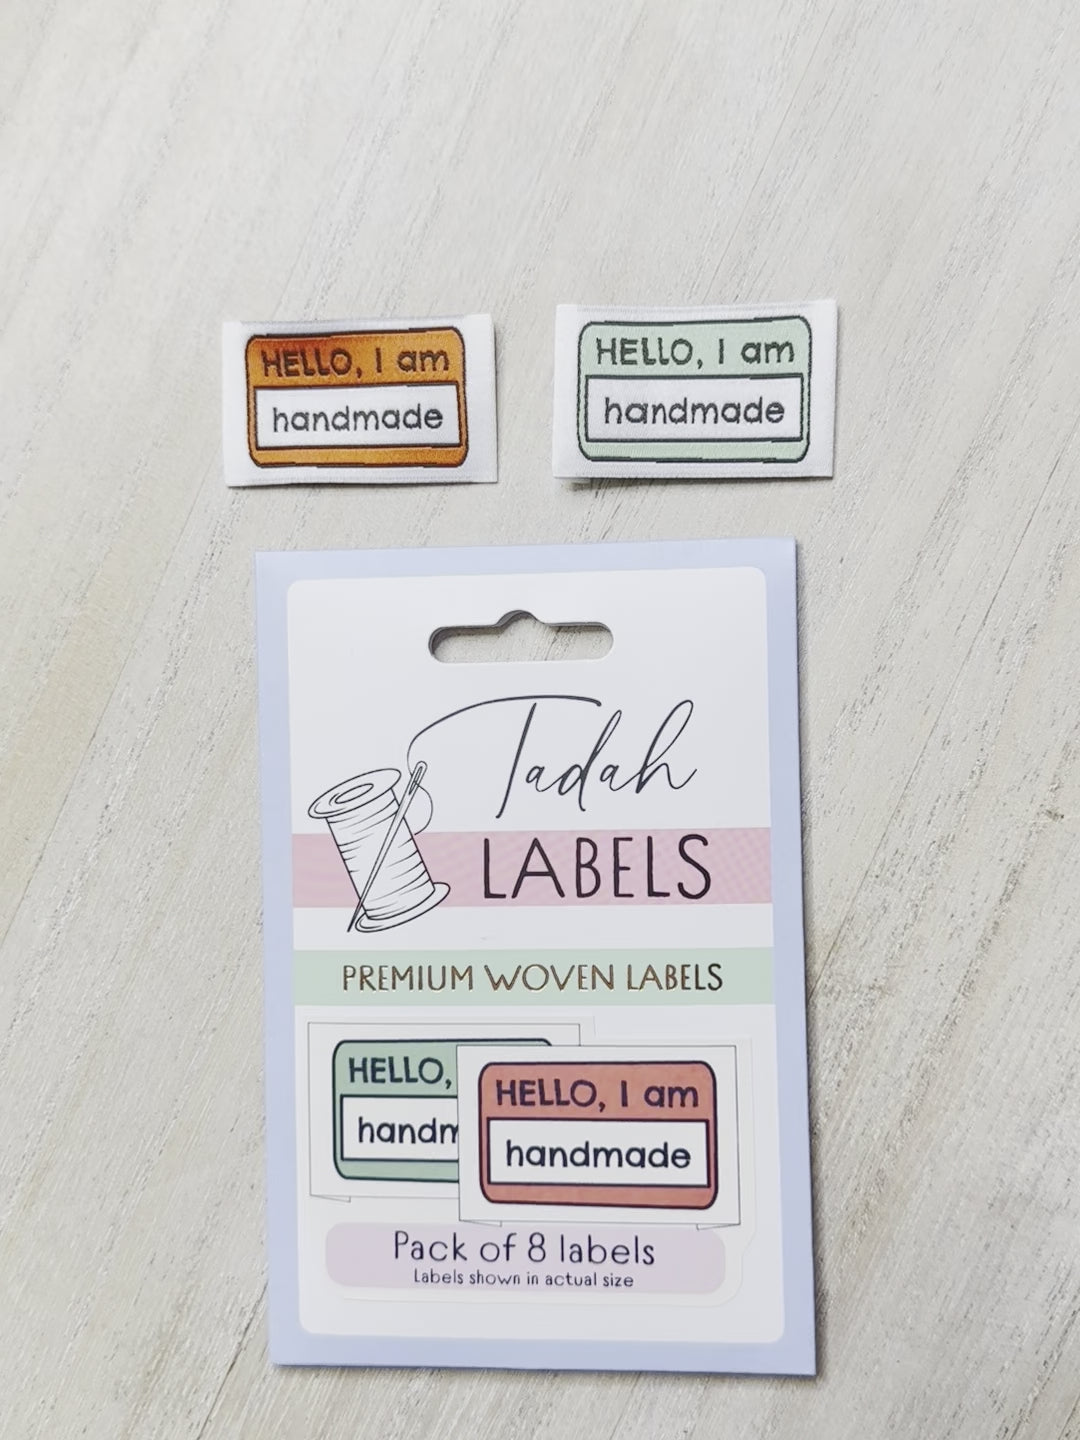 HELLO, I am
handmade
HELLO, I am
handmade
Tadah
LABELS
PREMIUM WOVEN LABELS
HELLO,
handm
HELLO, I am
handmade
Pack of 8 labels
Labels shown in actual size